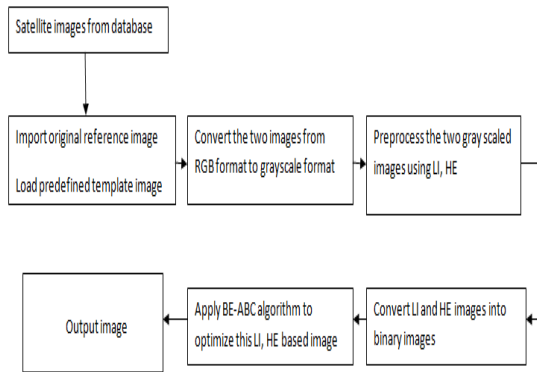 Satellite images from database
Import original reference image
Load predefined template image
Convert the two images from
RGB format to grayscale format
Preprocess the two gray scaled
images using LI, HE
Convert LI and HE images into
binary images
Apply BE-ABC algorithm to
optimize this LI, HE based image
Output image